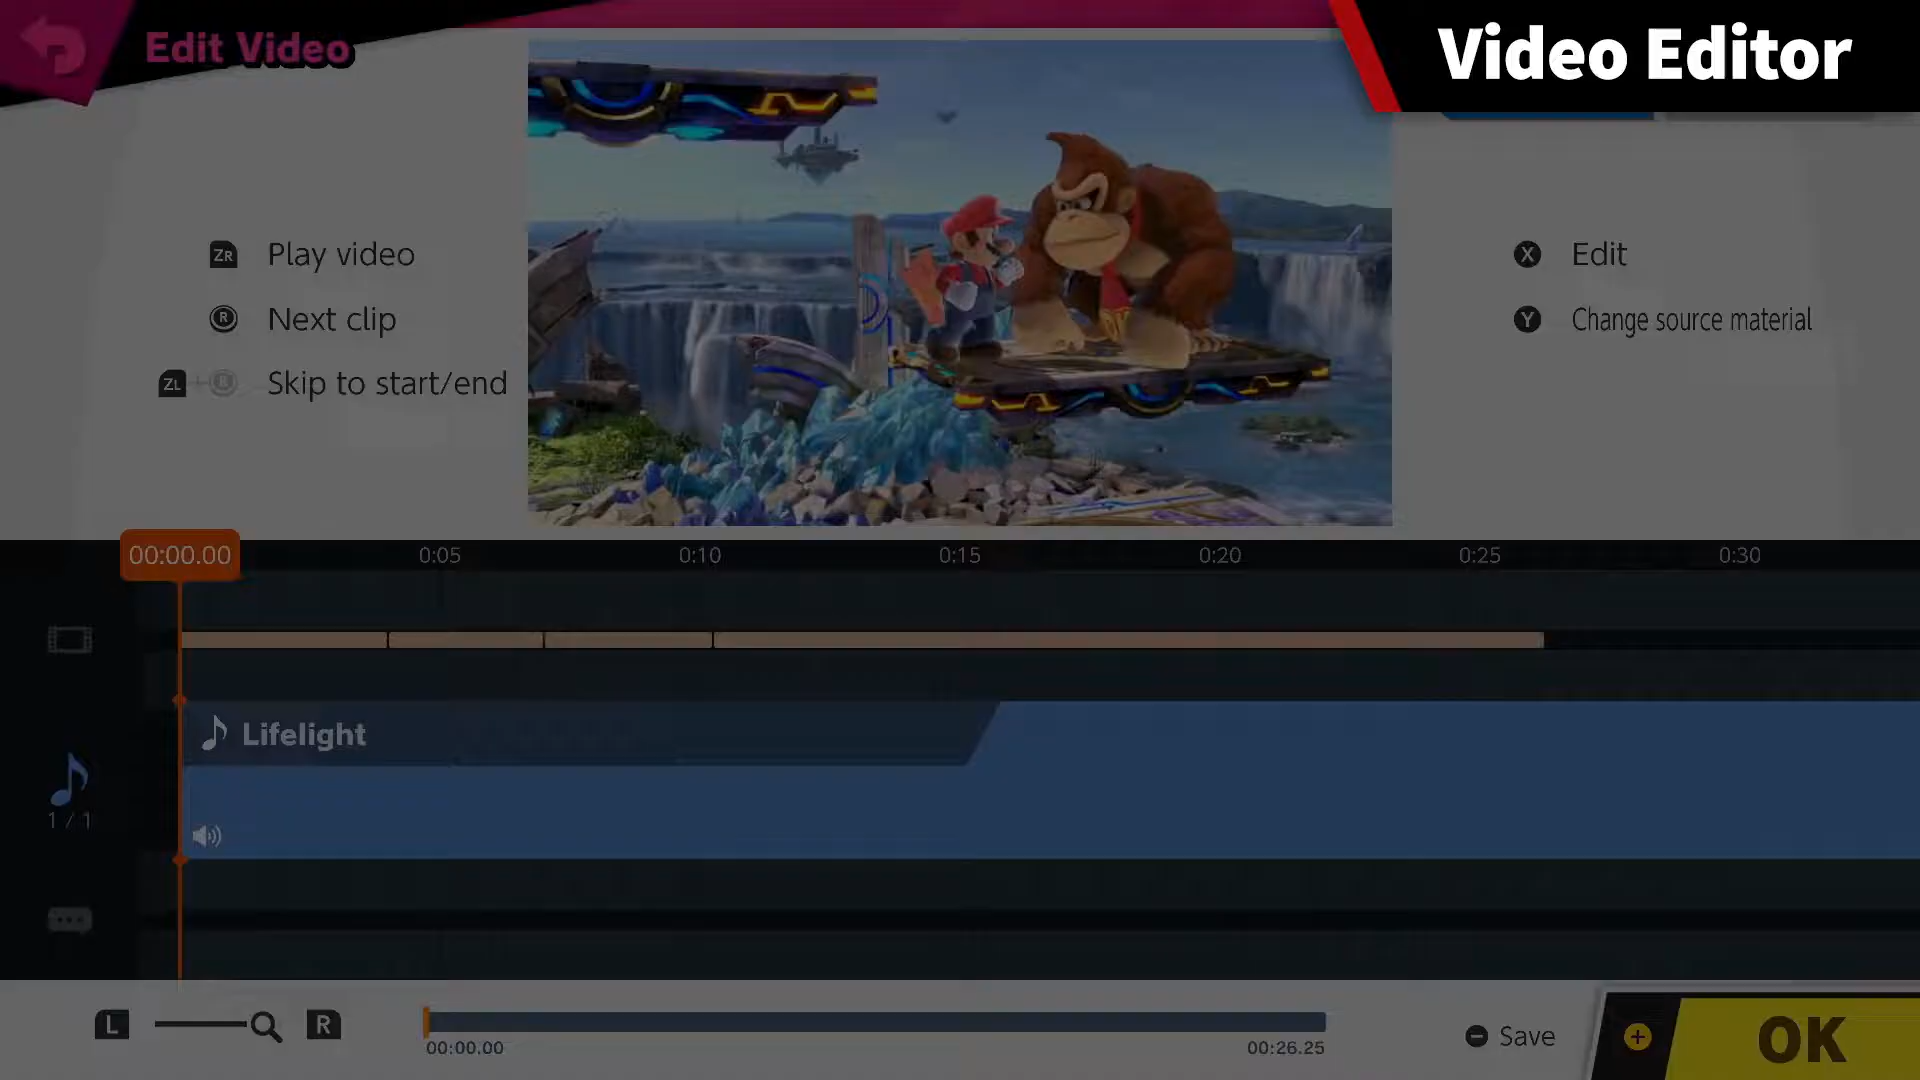 Edit Video
Video Editor
ZR Play video
R Next clip
ZL + R Skip to start/end
X Edit
Y Change source material
00:00.00 0:05 0:10 0:15 0:20 0:25 0:30
Lifelight
1 / 1
L R
00:00.00 00:26.25
Save
OK